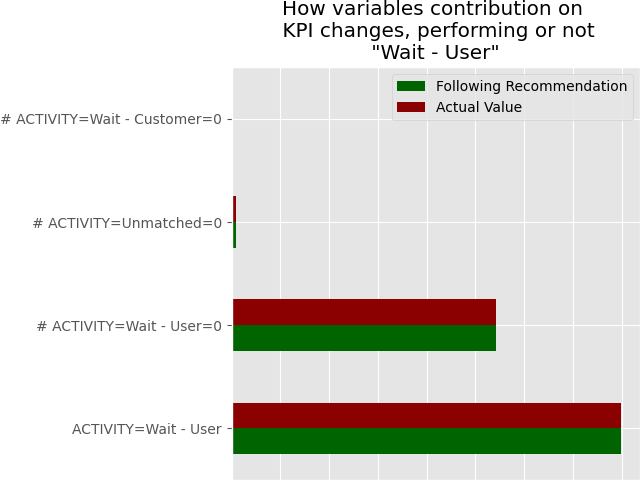 How variables contribution on
KPI changes, performing or not
"Wait - User"
Following Recommendation
Actual Value
# ACTIVITY=Wait - Customer=0
# ACTIVITY=Unmatched=0
# ACTIVITY=Wait - User=0
ACTIVITY=Wait - User